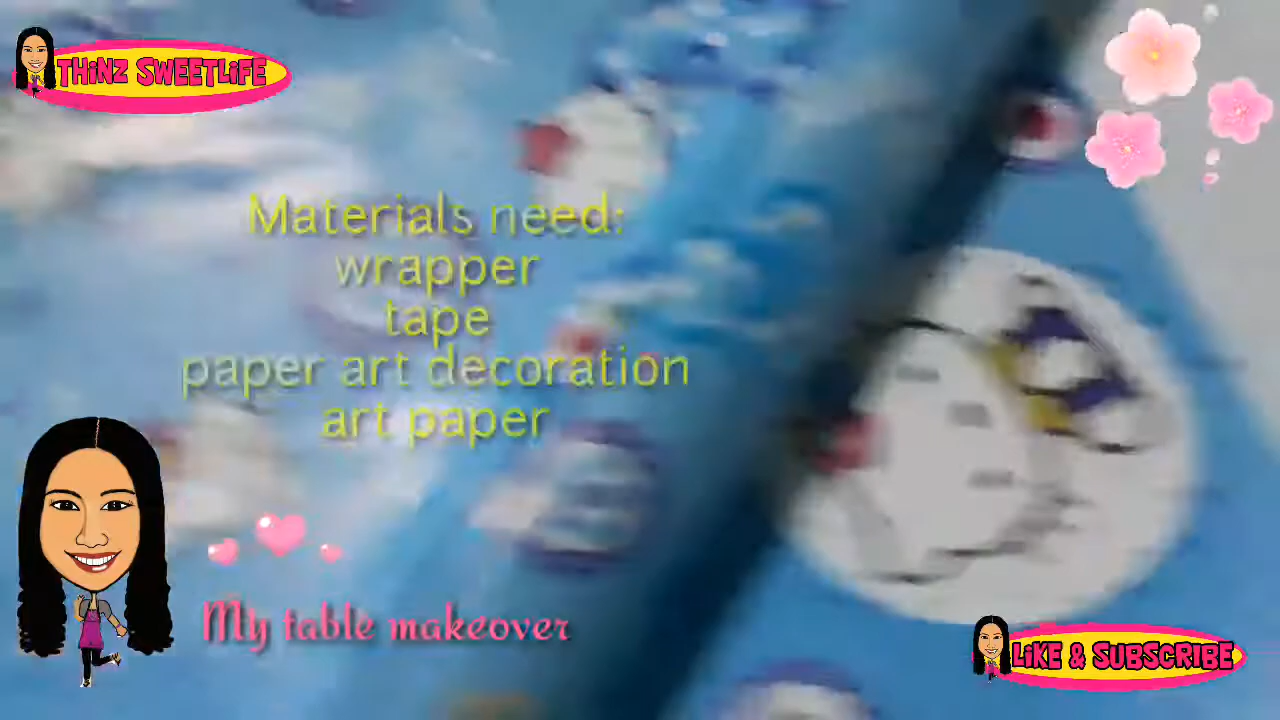 THiNZ SWEETLiFE
Materials need:
wrapper
tape
paper art decoration
art paper
My table makeover
LiKE & SUBSCRIBE